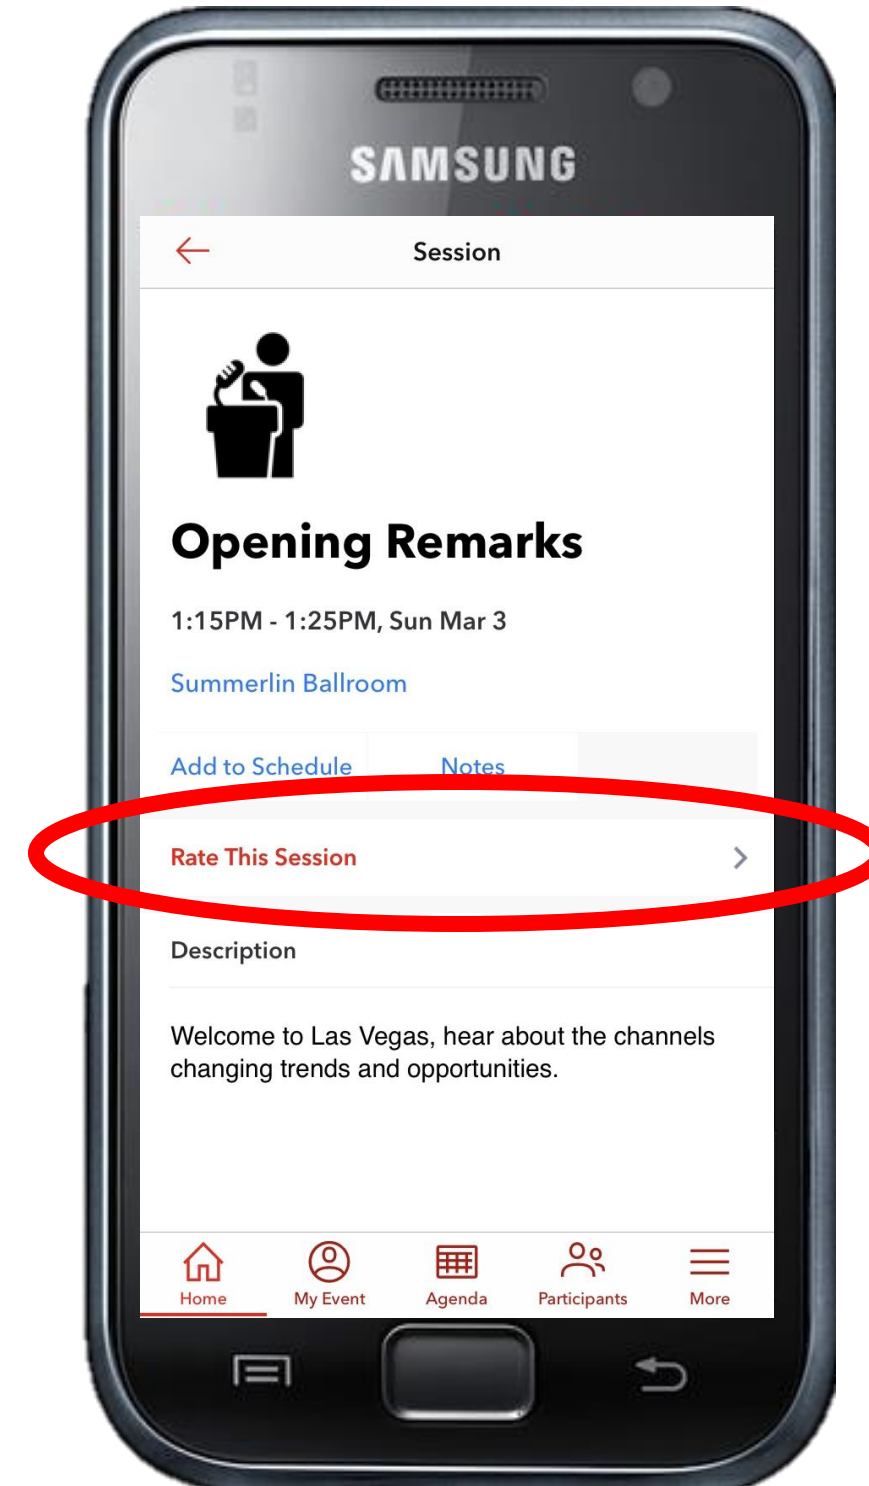 SAMSUNG
Session
Opening Remarks
1:15PM - 1:25PM, Sun Mar 3
Summerlin Ballroom
Add to Schedule Notes
Rate This Session
Description
Welcome to Las Vegas, hear about the channels
changing trends and opportunities.
Home My Event Agenda Participants More